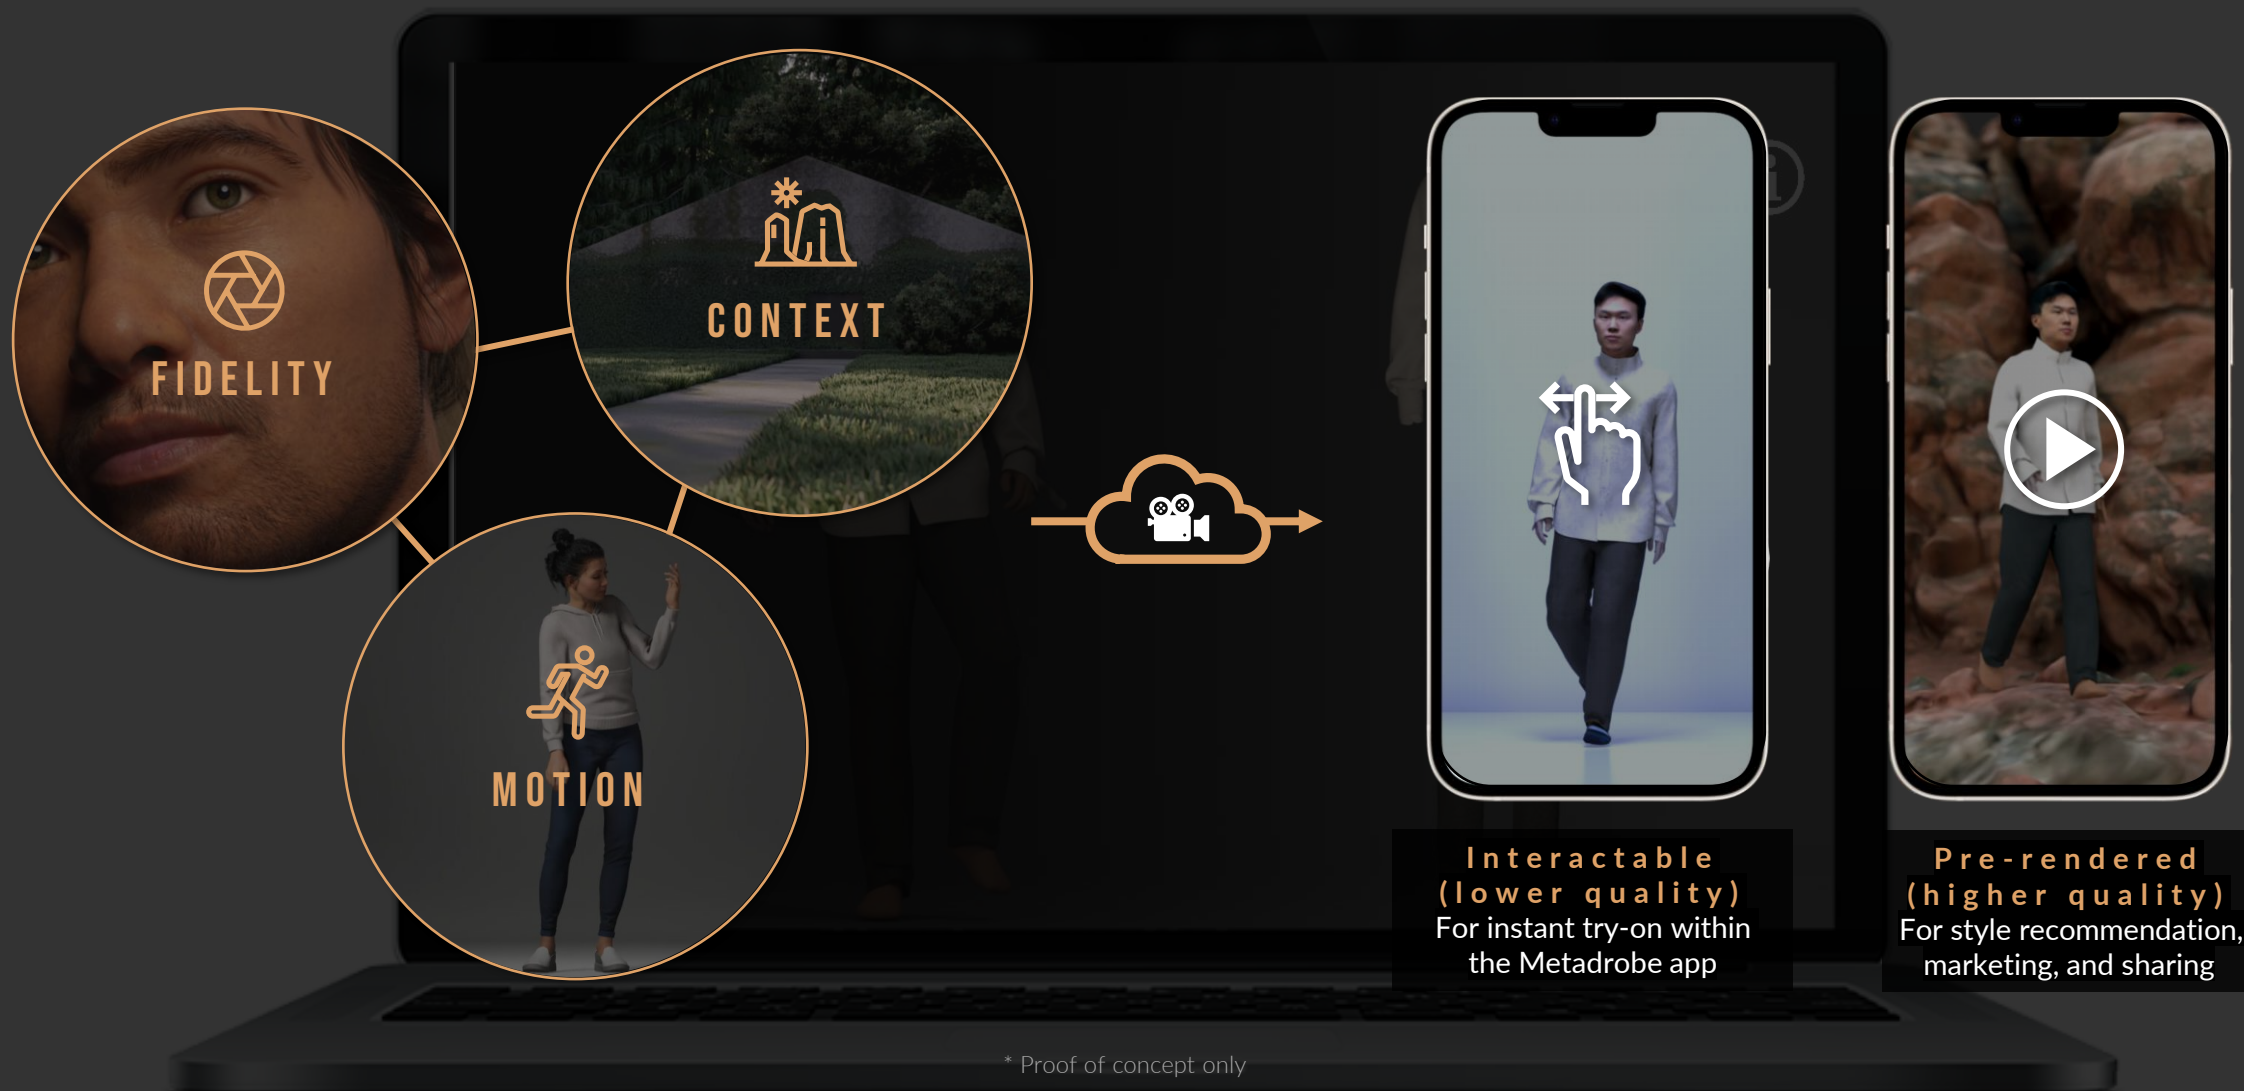 FIDELITY
CONTEXT
MOTION
Interactable
(lower quality)
For instant try-on within
the Metadrobe app
Pre-rendered
(higher quality)
For style recommendation,
marketing, and sharing
* Proof of concept only